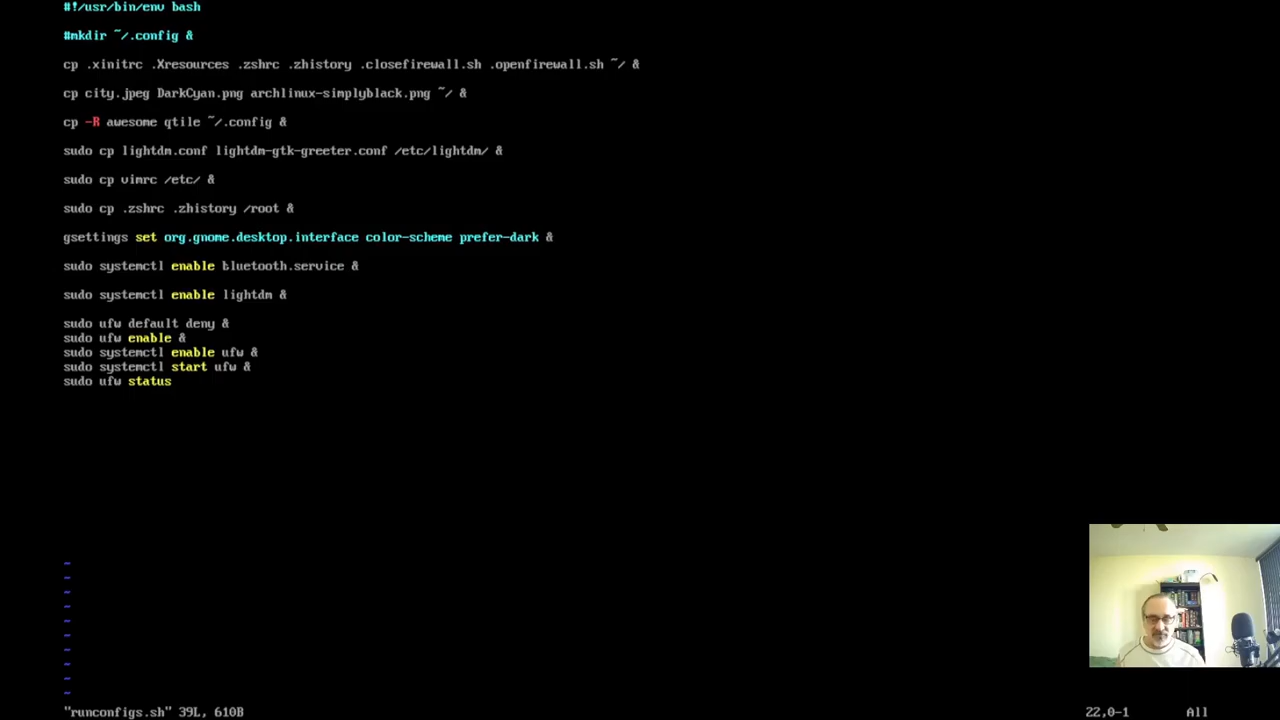 #!/usr/bin/env bash
#mkdir ~/.config &
cp .xinitrc .Xresources .zshrc .zhistory .closefirewall.sh .openfirewall.sh ~/ &
cp city.jpeg DarkCyan.png archlinux-simplyblack.png ~/ &
cp -R awesome qtile ~/.config &
sudo cp lightdm.conf lightdm-gtk-greeter.conf /etc/lightdm/ &
sudo cp vimrc /etc/ &
sudo cp .zshrc .zhistory /root &
gsettings set org.gnome.desktop.interface color-scheme prefer-dark &
sudo systemctl enable bluetooth.service &
sudo systemctl enable lightdm &
sudo ufw default deny &
sudo ufw enable &
sudo systemctl enable ufw &
sudo systemctl start ufw &
sudo ufw status
~
~
~
~
~
~
~
~
~
~
"runconfigs.sh" 39L, 610B 22,0-1 All